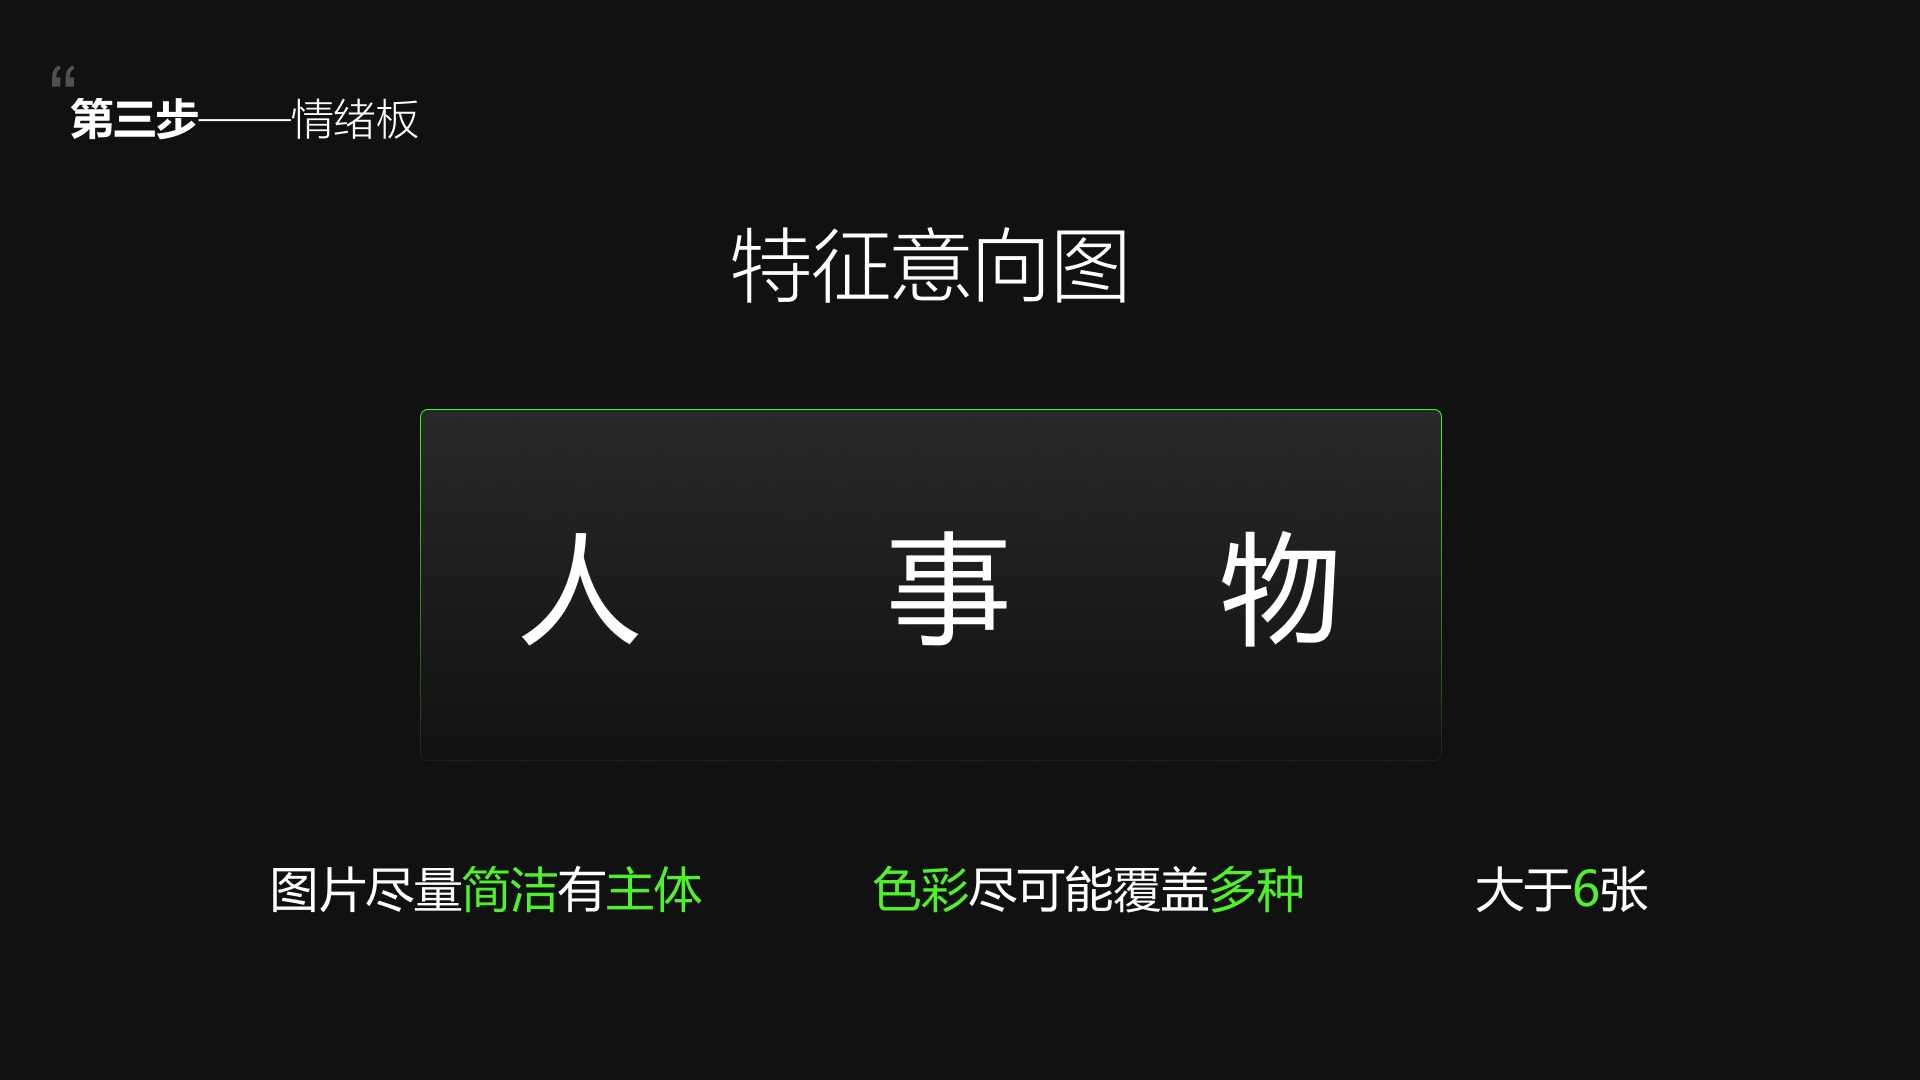 “
第三步——情绪板
特征意向图
人 事 物
图片尽量简洁有主体 色彩尽可能覆盖多种 大于6张